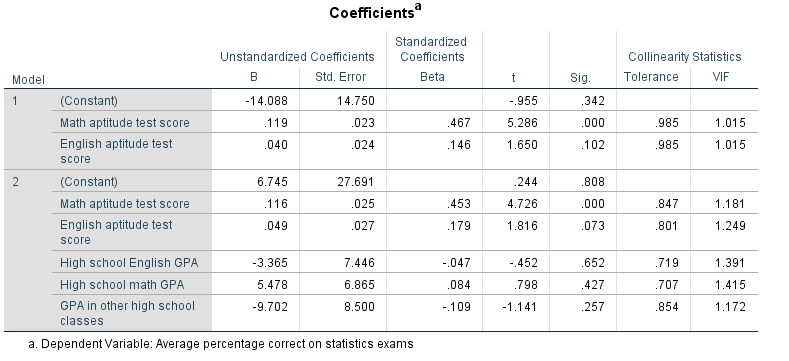 Coefficientsa
Unstandardized Coefficients Standardized Coefficients Collinearity Statistics
Model B Std. Error Beta t Sig. Tolerance VIF
1 (Constant) -14.088 14.750 -.955 .342
Math aptitude test score .119 .023 .467 5.286 .000 .985 1.015
English aptitude test score .040 .024 .146 1.650 .102 .985 1.015
2 (Constant) 6.745 27.691 .244 .808
Math aptitude test score .116 .025 .453 4.726 .000 .847 1.181
English aptitude test score .049 .027 .179 1.816 .073 .801 1.249
High school English GPA -3.365 7.446 -.047 -.452 .652 .719 1.391
High school math GPA 5.478 6.865 .084 .798 .427 .707 1.415
GPA in other high school classes -9.702 8.500 -.109 -1.141 .257 .854 1.172
a. Dependent Variable: Average percentage correct on statistics exams